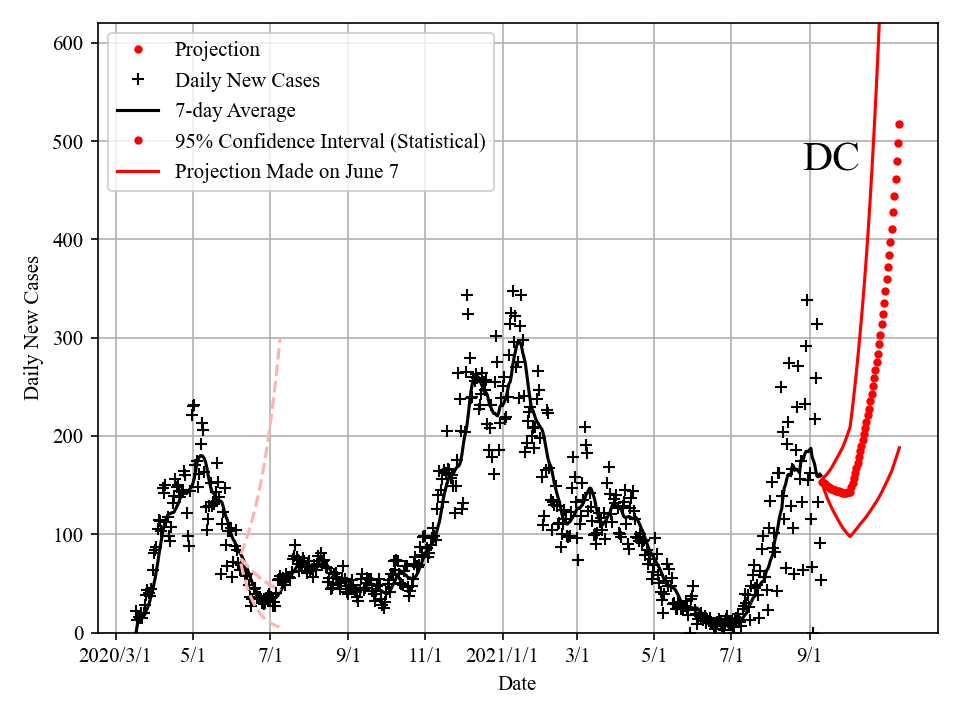 Projection
Daily New Cases
7-day Average
95% Confidence Interval (Statistical)
Projection Made on June 7
DC
600
500
400
300
200
100
0
Daily New Cases
2020/3/1 5/1 7/1 9/1 11/1 2021/1/1 3/1 5/1 7/1 9/1
Date